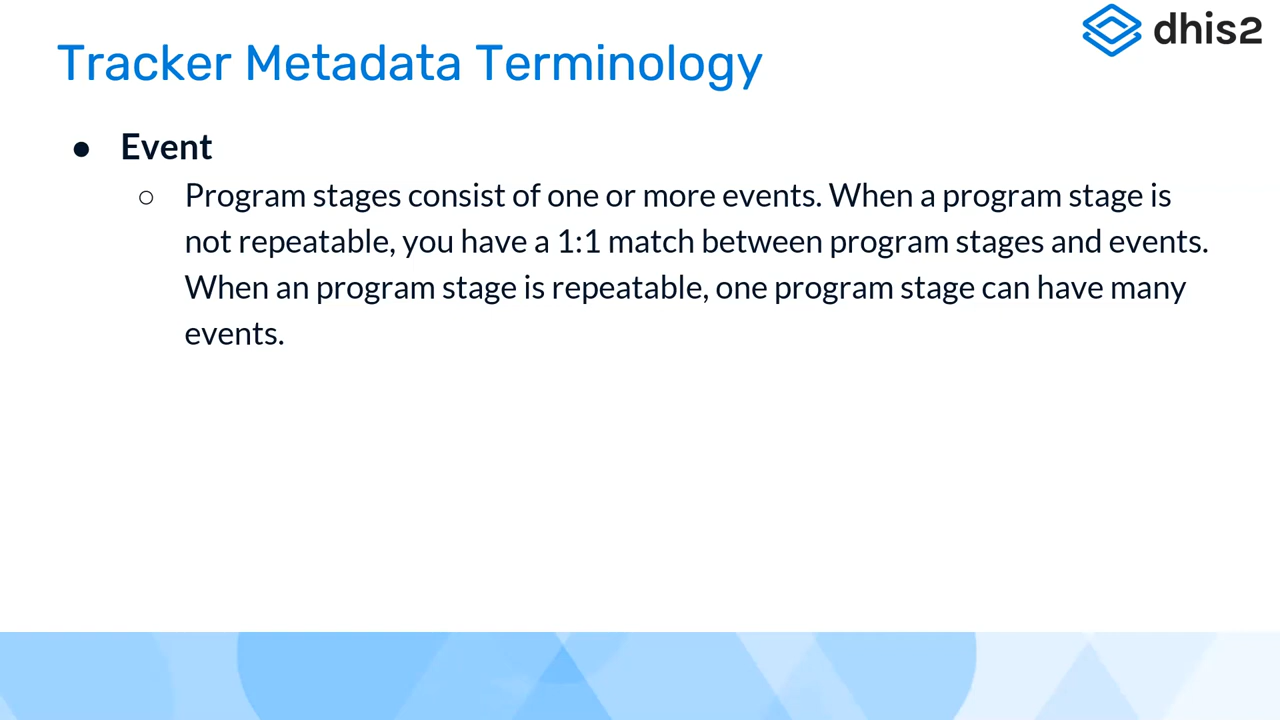 dhis2
Tracker Metadata Terminology
● Event
○ Program stages consist of one or more events. When a program stage is
not repeatable, you have a 1:1 match between program stages and events.
When an program stage is repeatable, one program stage can have many
events.